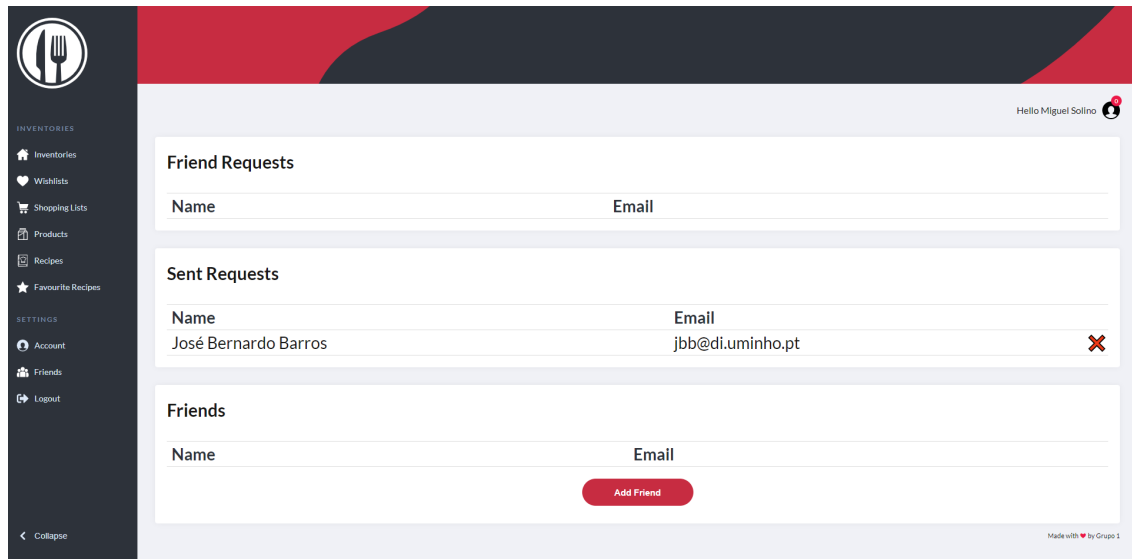 Hello Miguel Solino
0
INVENTORIES
Inventories
Wishlists
Shopping Lists
Products
Recipes
Favourite Recipes
SETTINGS
Account
Friends
Logout
Collapse
Friend Requests
Name Email
Sent Requests
Name Email
José Bernardo Barros jbb@di.uminho.pt
Friends
Name Email
Add Friend
Made with ♥ by Grupo 1